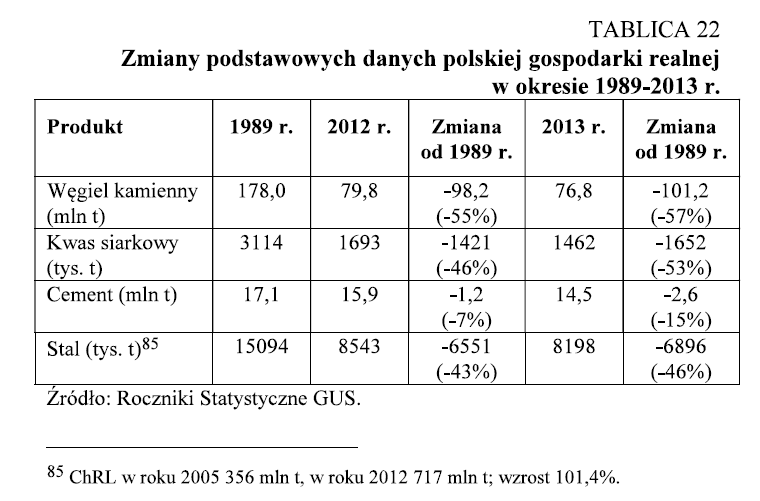 TABLICA 22
Zmiany podstawowych danych polskiej gospodarki realnej
w okresie 1989-2013 r.
Produkt 1989 r. 2012 r. Zmiana od 1989 r. 2013 r. Zmiana od 1989 r.
Węgiel kamienny (mln t) 178,0 79,8 -98,2 (-55%) 76,8 -101,2 (-57%)
Kwas siarkowy (tys. t) 3114 1693 -1421 (-46%) 1462 -1652 (-53%)
Cement (mln t) 17,1 15,9 -1,2 (-7%) 14,5 -2,6 (-15%)
Stal (tys. t)85 15094 8543 -6551 (-43%) 8198 -6896 (-46%)
Źródło: Roczniki Statystyczne GUS.
85 ChRL w roku 2005 356 mln t, w roku 2012 717 mln t; wzrost 101,4%.